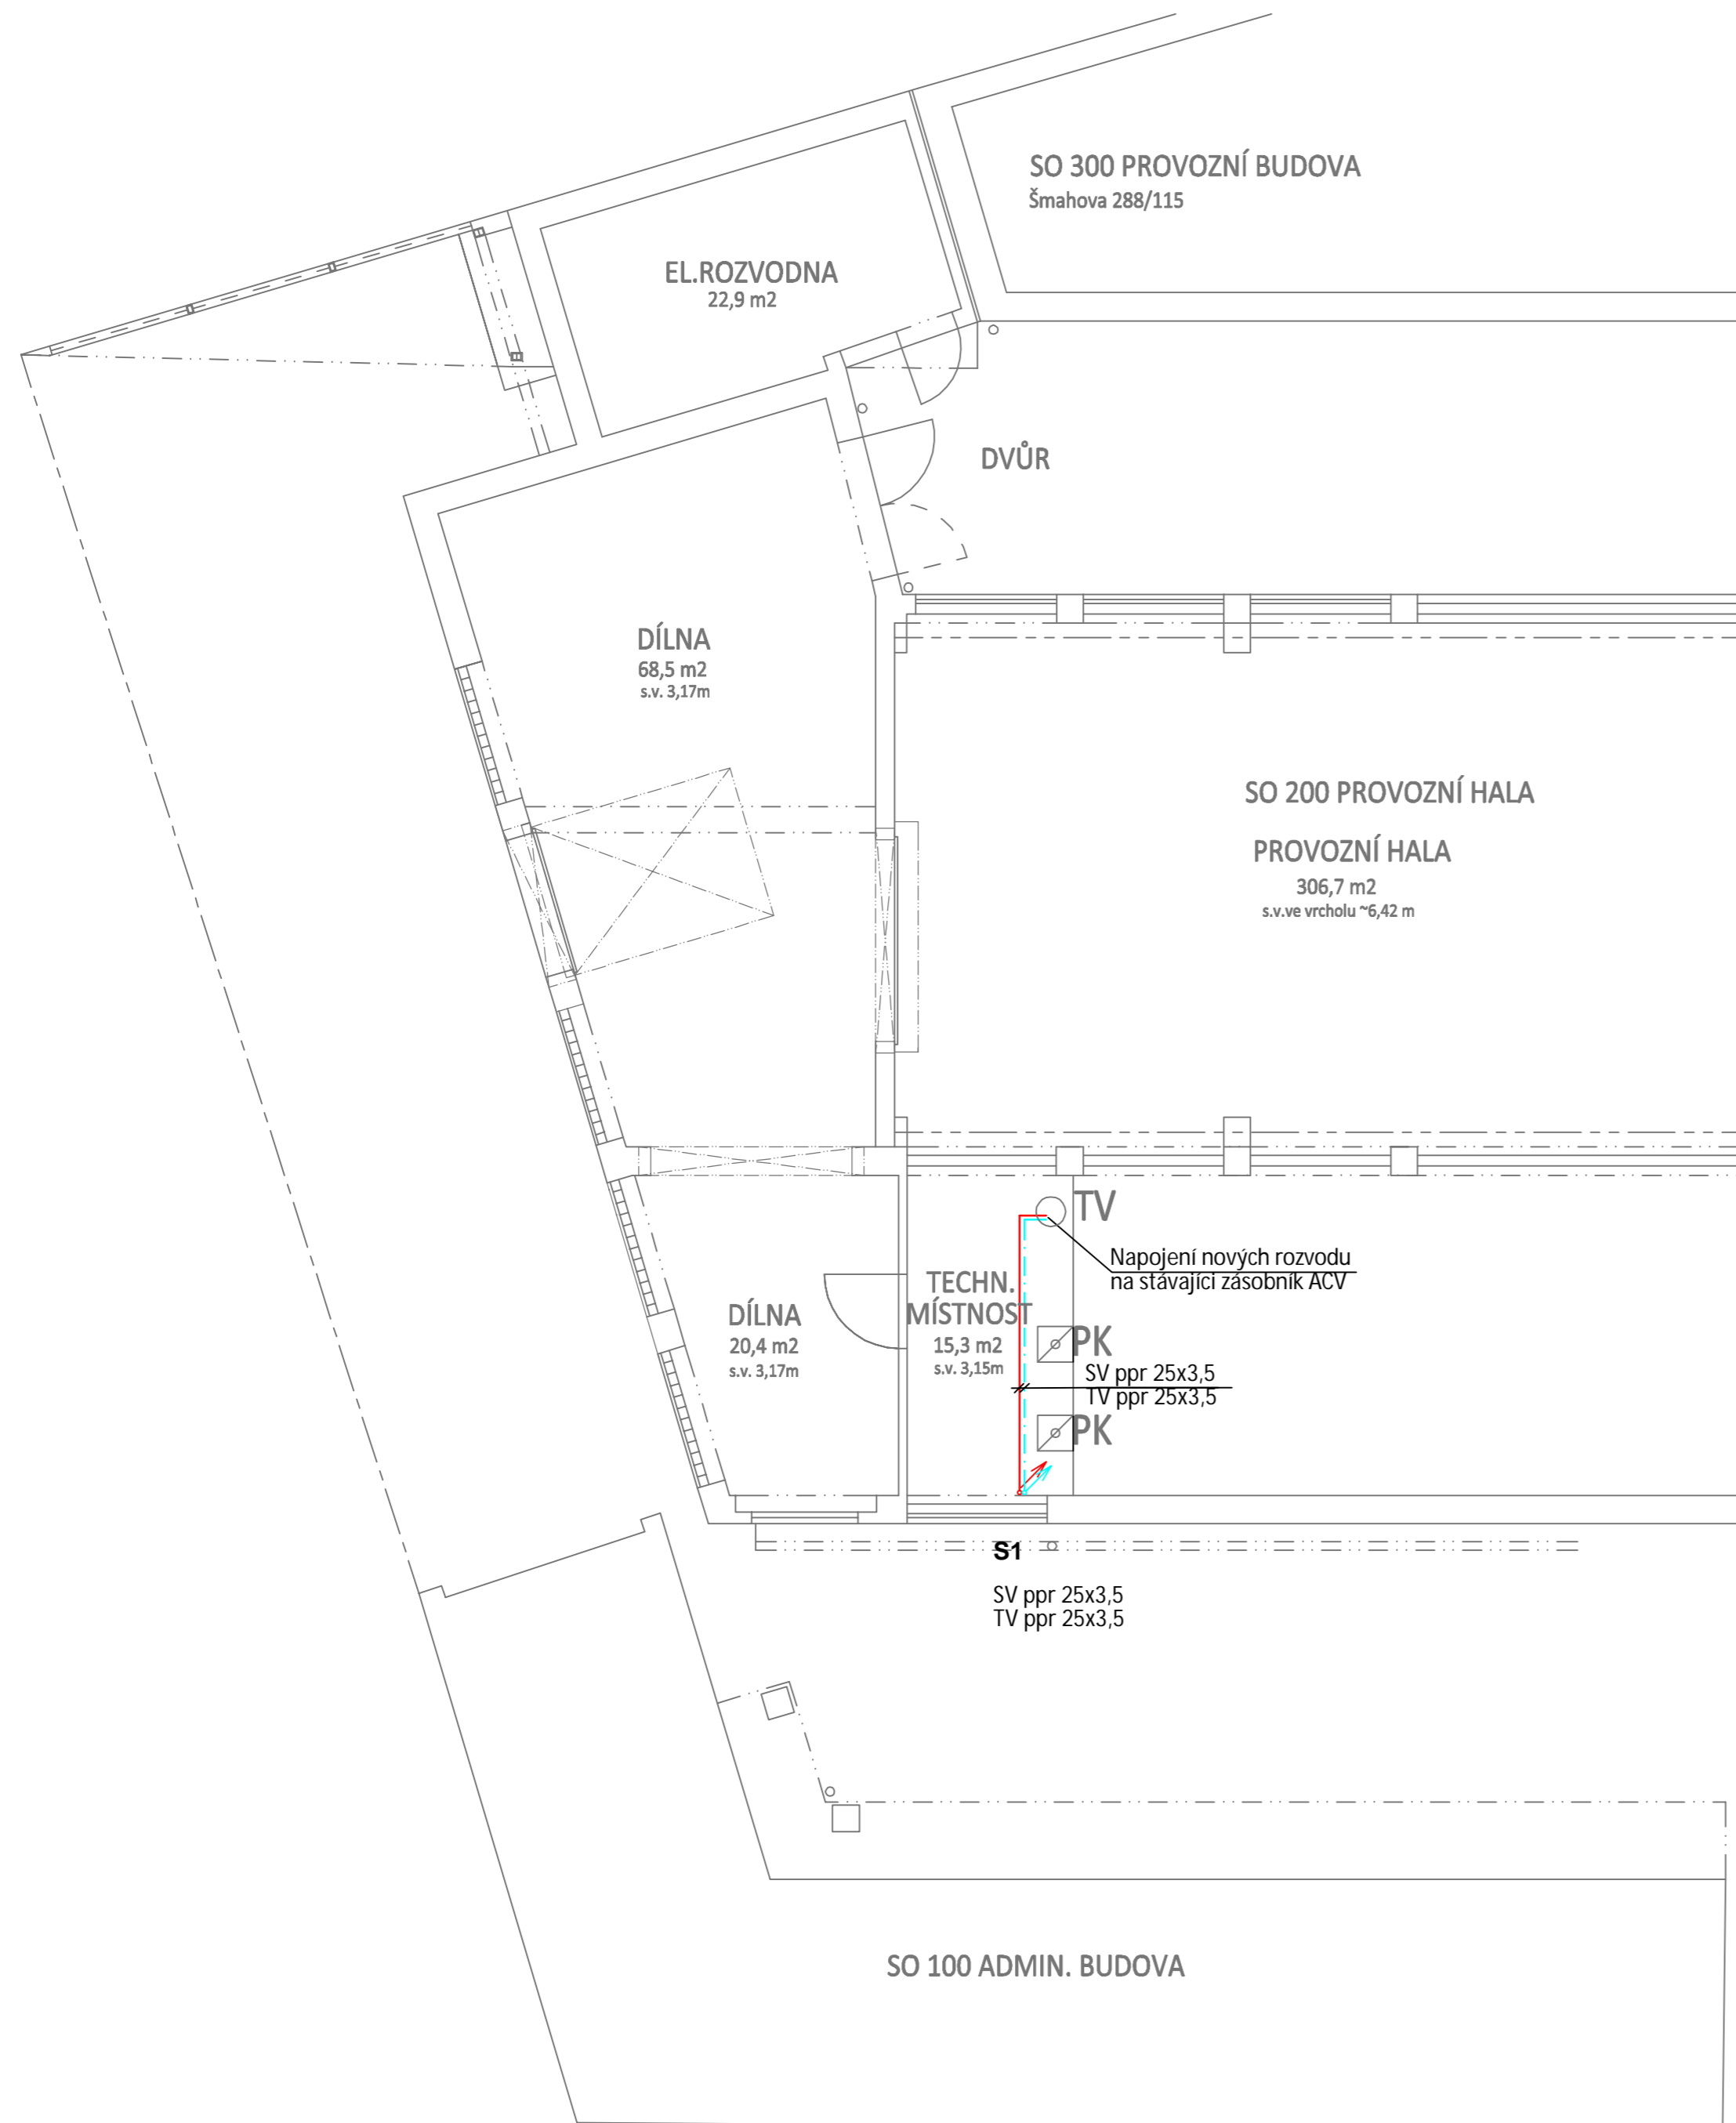 SO 300 PROVOZNÍ BUDOVA
Šmahova 288/115
EL.ROZVODNA
22,9 m2
DVŮR
DÍLNA
68,5 m2
s.v. 3,17m
SO 200 PROVOZNÍ HALA
PROVOZNÍ HALA
306,7 m2
s.v.ve vrcholu ~6,42 m
TV
Napojení nových rozvodu
na stávajíci zásobník ACV
TECHN.
MÍSTNOST
15,3 m2
s.v. 3,15m
DÍLNA
20,4 m2
s.v. 3,17m
PK
SV ppr 25x3,5
TV ppr 25x3,5
PK
S1
SV ppr 25x3,5
TV ppr 25x3,5
SO 100 ADMIN. BUDOVA